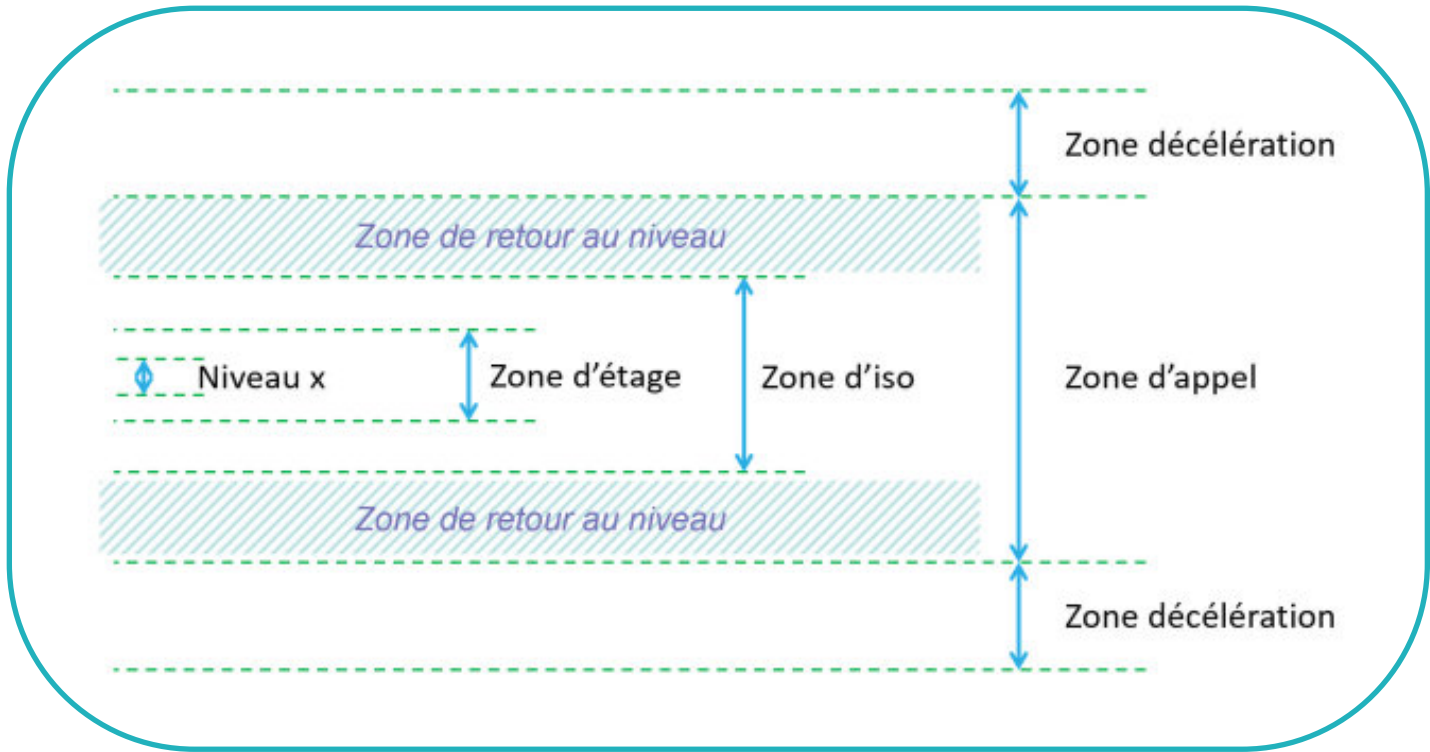 Zone décélération
Zone de retour au niveau
Niveau x
Zone d'étage
Zone d'iso
Zone d'appel
Zone de retour au niveau
Zone décélération